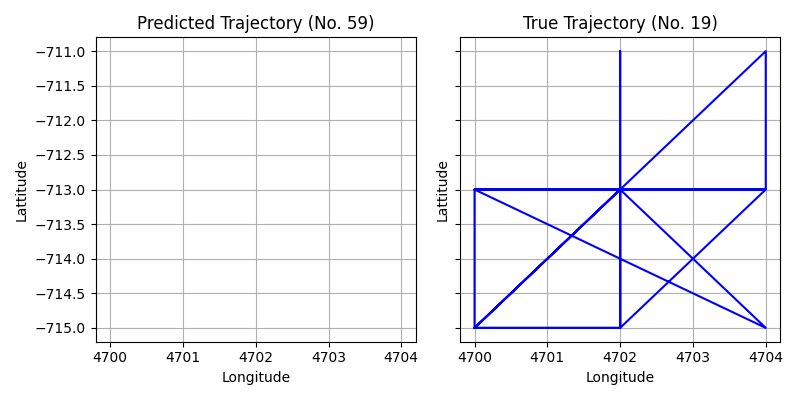 Predicted Trajectory (No. 59)
True Trajectory (No. 19)
−711.0
−711.5
−712.0
−712.5
−713.0
−713.5
−714.0
−714.5
−715.0
Lattitude
Lattitude
4700 4701 4702 4703 4704
4700 4701 4702 4703 4704
Longitude
Longitude